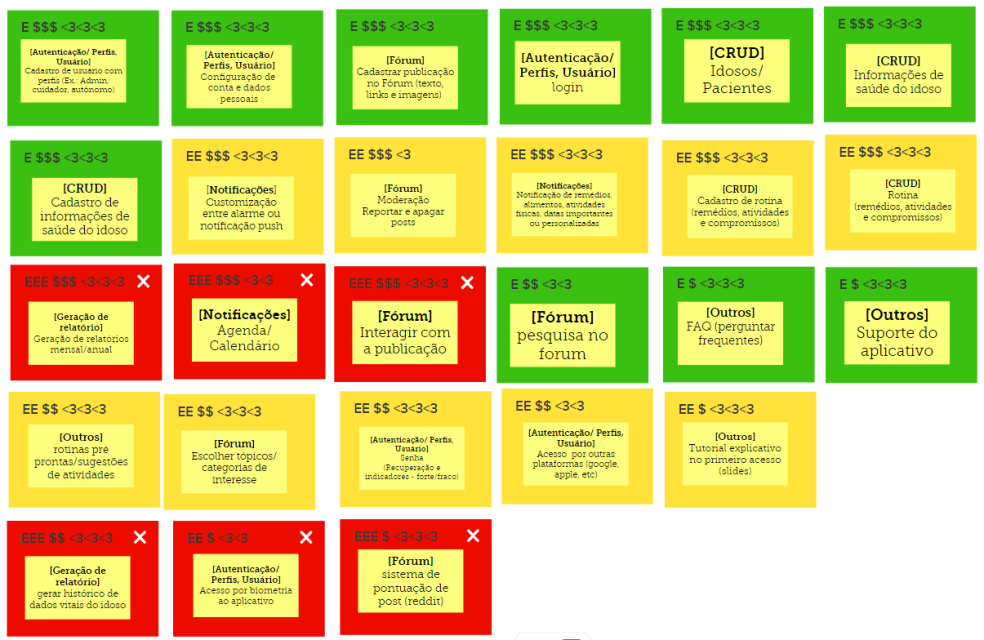 E $$$ <3<3<3
[Autenticação/ Perfis,
Usuário]
Cadastro de usuário com
perfis (Ex.: Admin,
cuidador, autônomo)
E $$$ <3<3<3
[Autenticação/
Perfis, Usuário]
Configuração de
conta e dados
pessoais
E $$$ <3<3<3
[Fórum]
Cadastrar publicação
no Fórum (texto,
links e imagens)
E $$$ <3<3<3
[Autenticação/
Perfis, Usuário]
login
E $$$ <3<3<3
[CRUD]
Idosos/
Pacientes
E $$$ <3<3<3
[CRUD]
Informações de
saúde do idoso
E $$$ <3<3<3
[CRUD]
Cadastro de
informações de
saúde do idoso
EE $$$ <3<3<3
[Notificações]
Customização
entre alarme ou
notificação push
EE $$$ <3
[Fórum]
Moderação
Reportar e apagar
posts
EE $$$ <3<3<3
[Notificações]
Notificação de remédios,
alimentos, atividades
físicas, datas importantes
ou personalizadas
EE $$$ <3<3<3
[CRUD]
Cadastro de rotina
(remédios, atividades
e compromissos)
EE $$$ <3<3<3
[CRUD]
Rotina
(remédios, atividades
e compromissos)
EEE $$$ <3<3<3
[Geração de
relatório]
Geração de relatórios
mensal/anual
EEE $$$ <3<3
[Notificações]
Agenda/
Calendário
EEE $$$ <3<3<3
[Fórum]
Interagir com
a publicação
E $$ <3<3
[Fórum]
pesquisa no
forum
E $ <3<3<3
[Outros]
FAQ (perguntar
frequentes)
E $ <3<3<3
[Outros]
Suporte do
aplicativo
EE $$ <3<3<3
[Outros]
rotinas pré
prontas/sugestões
de atividades
EE $$ <3<3<3
[Fórum]
Escolher tópicos/
categorias de
interesse
EE $$ <3<3<3
[Autenticação/ Perfis,
Usuário]
Senha
(Recuperação e
indicadores - forte/fraco)
EE $$ <3<3
[Autenticação/ Perfis,
Usuário]
Acesso por outras
plataformas (google,
apple, etc)
EE $ <3<3<3
[Outros]
Tutorial explicativo
no primeiro acesso
(slides)
EEE $$ <3<3<3
[Geração de
relatório]
gerar histórico de
dados vitais do idoso
EE $ <3<3
[Autenticação/
Perfis, Usuário]
Acesso por biometria
ao aplicativo
EEE $ <3<3<3
[Fórum]
sistema de
pontuação de
post (reddit)